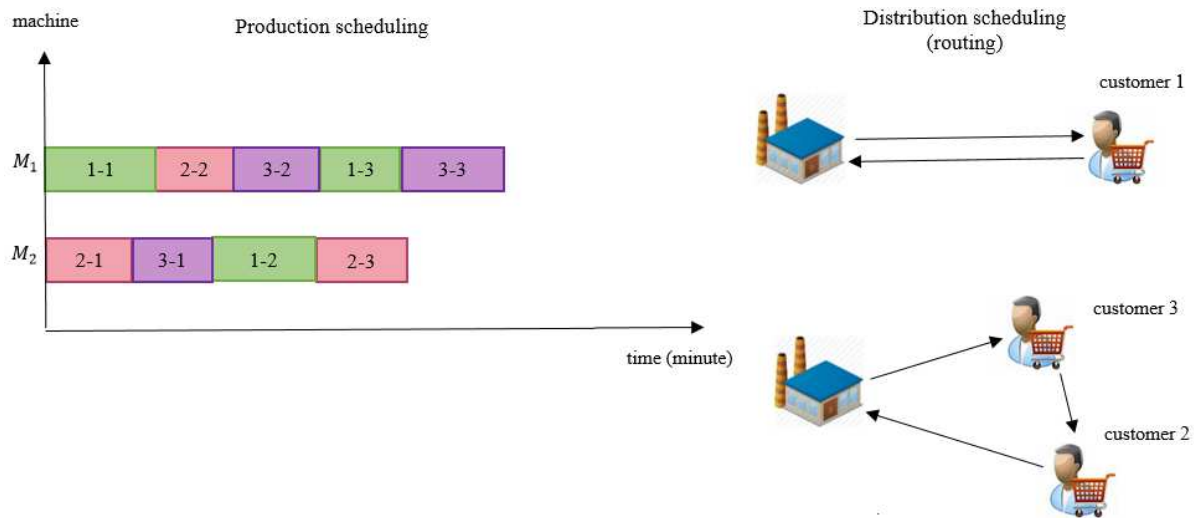 machine
Production scheduling
M₁
1-1
2-2
3-2
1-3
3-3
M₂
2-1
3-1
1-2
2-3
time (minute)
Distribution scheduling
(routing)
customer 1
customer 3
customer 2